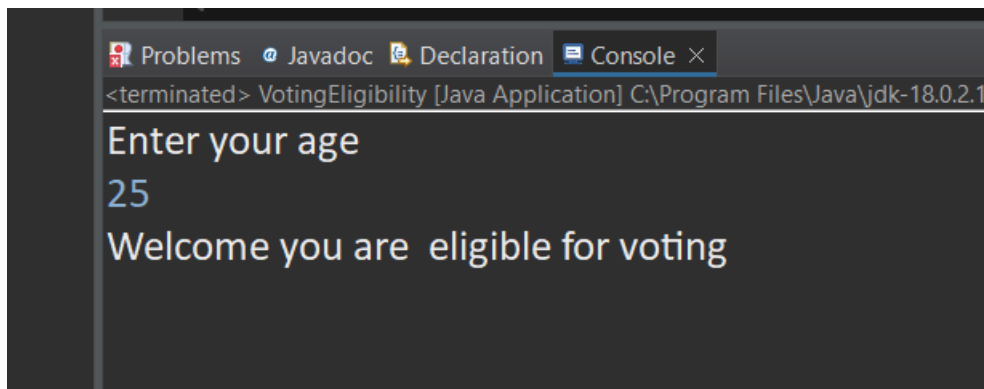 Problems @ Javadoc Declaration Console
<terminated> VotingEligibility [Java Application] C:\Program Files\Java\jdk-18.0.2.1
Enter your age
25
Welcome you are  eligible for voting